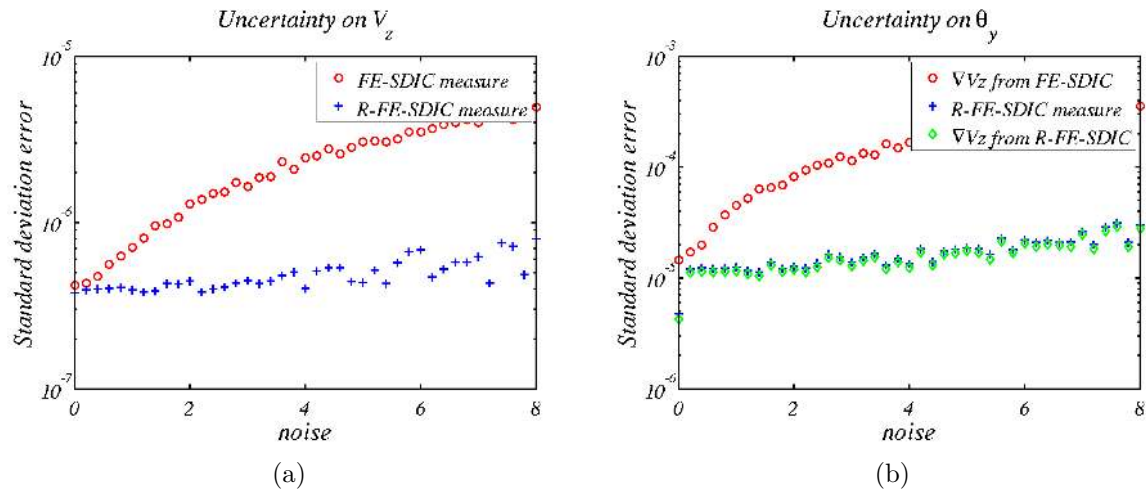 Uncertainty on V_z
Standard deviation error
10^-5
10^-6
10^-7
FE-SDIC measure
R-FE-SDIC measure
0 2 4 6 8
noise
(a)
Uncertainty on θ_y
Standard deviation error
10^-3
10^-4
10^-5
10^-6
∇Vz from FE-SDIC
R-FE-SDIC measure
∇Vz from R-FE-SDIC
0 2 4 6 8
noise
(b)